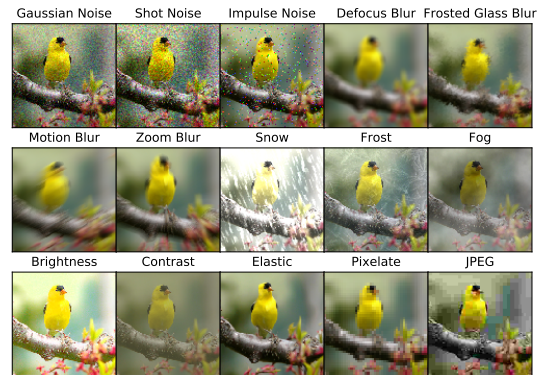 Gaussian Noise Shot Noise Impulse Noise Defocus Blur Frosted Glass Blur
Motion Blur Zoom Blur Snow Frost Fog
Brightness Contrast Elastic Pixelate JPEG